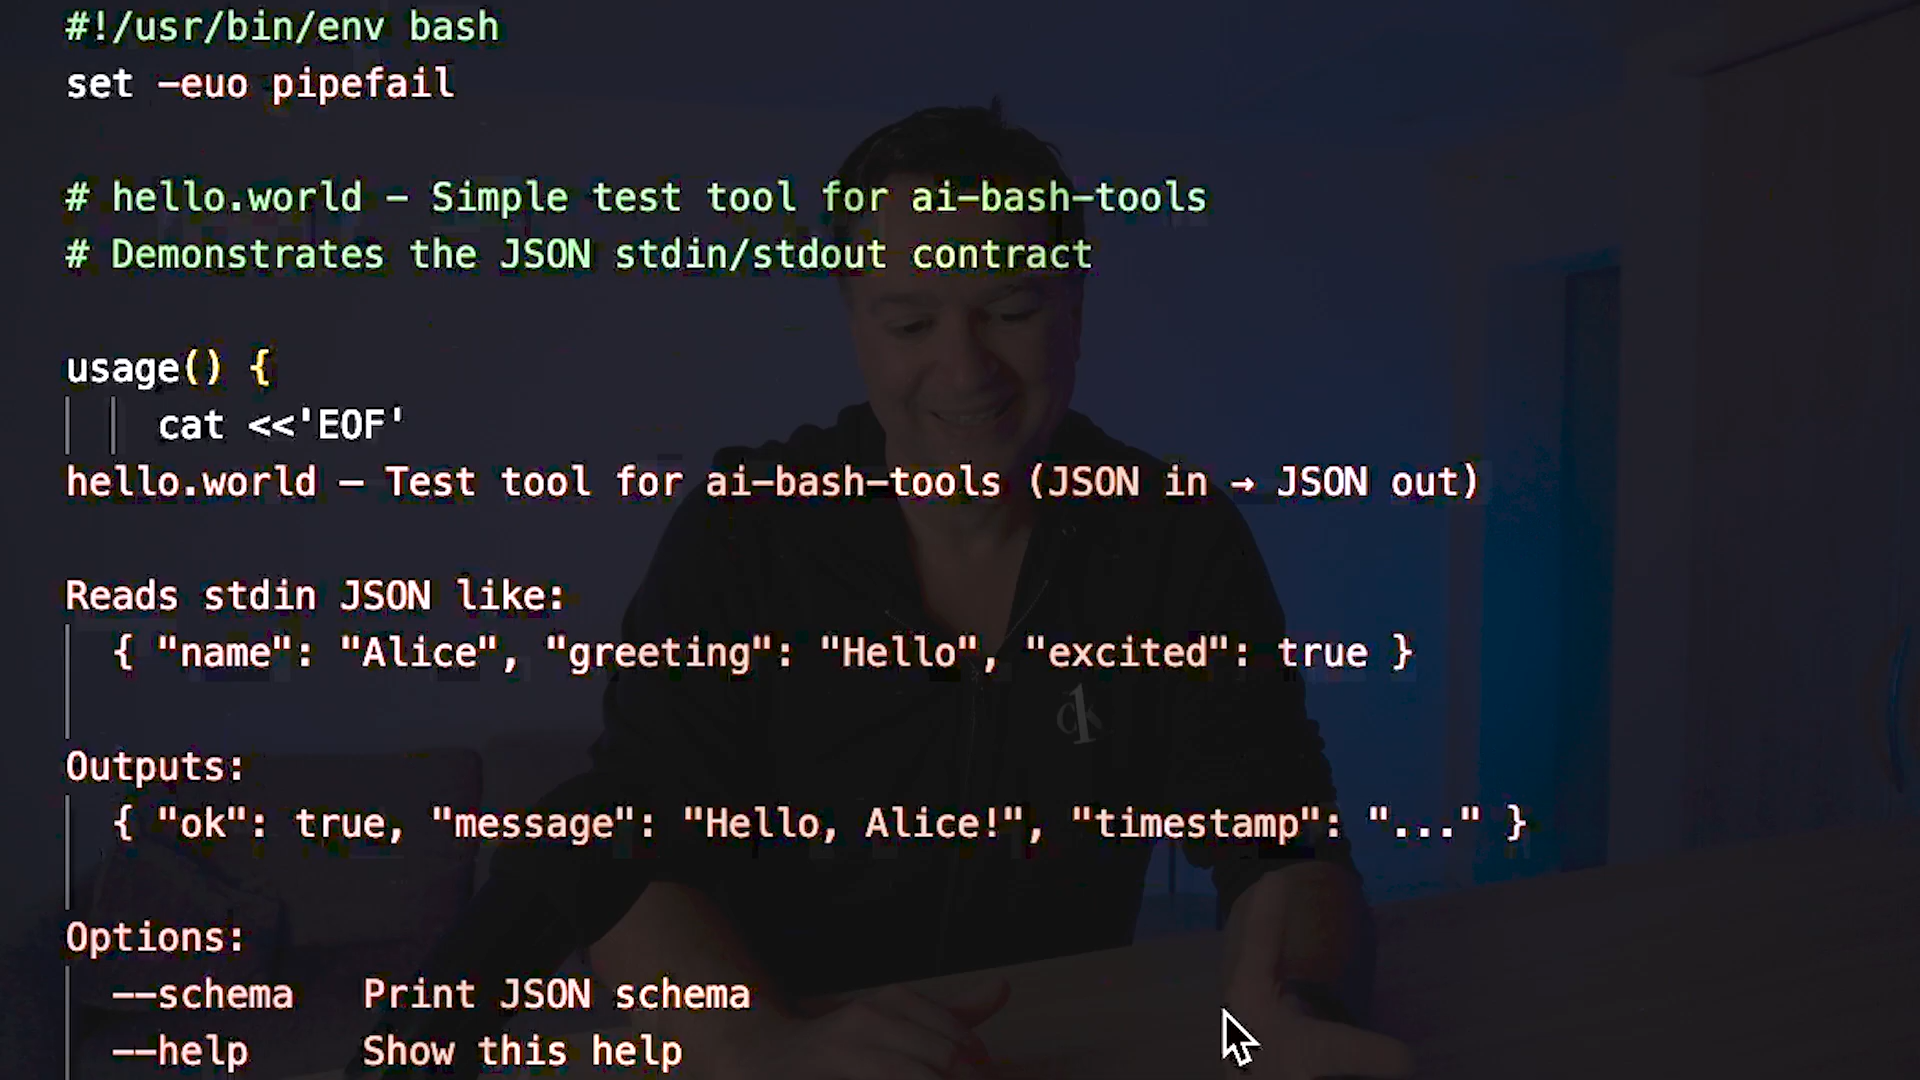 #!/usr/bin/env bash
set -euo pipefail
# hello.world - Simple test tool for ai-bash-tools
# Demonstrates the JSON stdin/stdout contract
usage() {
cat <<'EOF'
hello.world — Test tool for ai-bash-tools (JSON in → JSON out)
Reads stdin JSON like:
{ "name": "Alice", "greeting": "Hello", "excited": true }
Outputs:
{ "ok": true, "message": "Hello, Alice!", "timestamp": "..." }
Options:
--schema   Print JSON schema
--help     Show this help
ck1